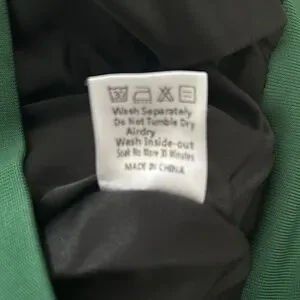 Wash Separately
Do Not Tumble Dry
Airdry
Wash Inside-out
Soak No More 30 Minutes
MADE IN CHINA